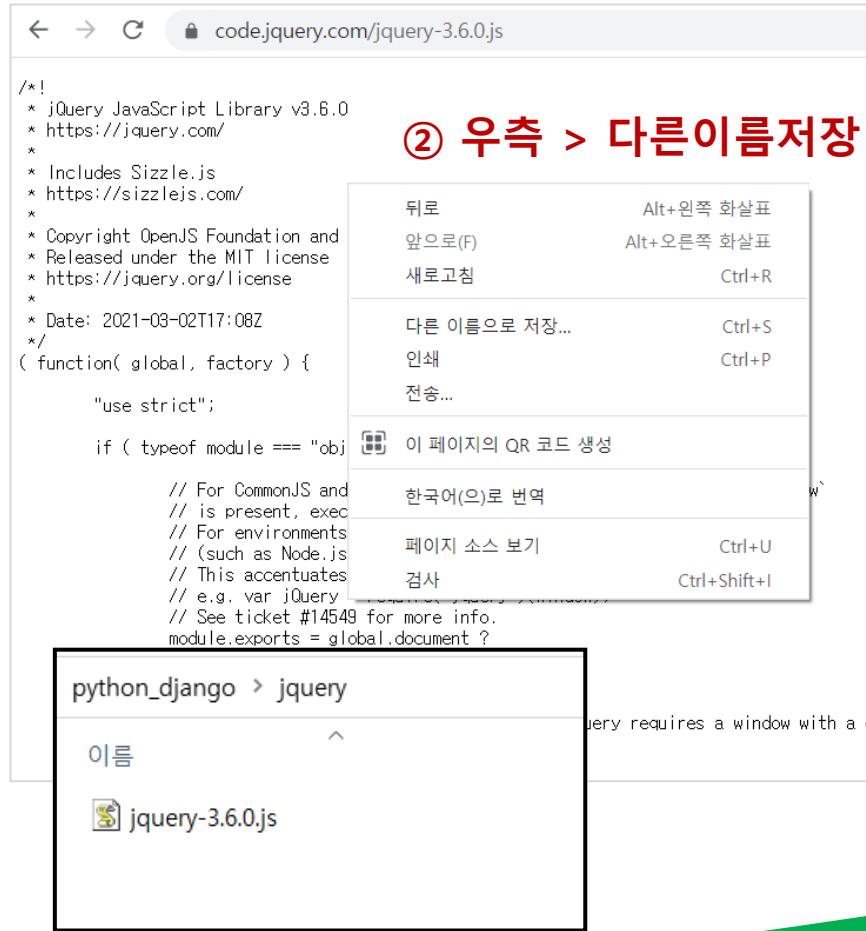 code.jquery.com/jquery-3.6.0.js
/*!
* jQuery JavaScript Library v3.6.0
* https://jquery.com/
*
* Includes Sizzle.js
* https://sizzlejs.com/
*
* Copyright OpenJS Foundation and
* Released under the MIT license
* https://jquery.org/license
*
* Date: 2021-03-02T17:08Z
*/
( function( global, factory ) {
"use strict";
if ( typeof module === "obj
// For CommonJS and
// is present, exec
// For environments
// (such as Node.js
// This accentuates
// e.g. var jQuery
// See ticket #14549 for more info.
module.exports = global.document ?
uery requires a window with a
② 우측 > 다른이름저장
뒤로 Alt+왼쪽 화살표
앞으로(F) Alt+오른쪽 화살표
새로고침 Ctrl+R
다른 이름으로 저장... Ctrl+S
인쇄 Ctrl+P
전송...
이 페이지의 QR 코드 생성
한국어(으)로 번역
페이지 소스 보기 Ctrl+U
검사 Ctrl+Shift+I
python_django > jquery
이름
jquery-3.6.0.js